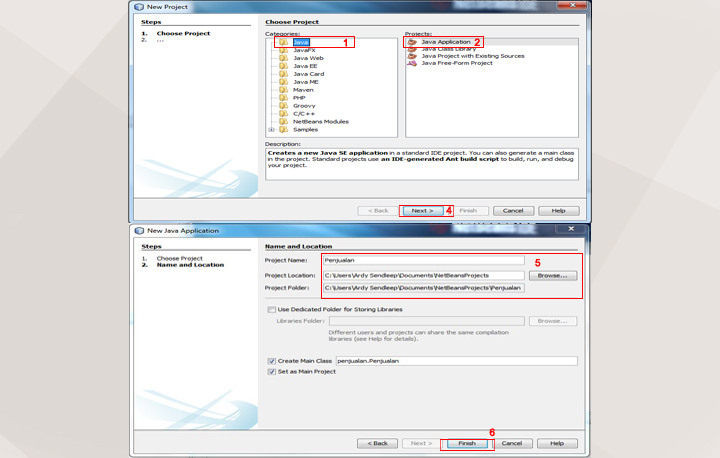 New Project
Steps
1. Choose Project
2. ...
Choose Project
Categories:
Java 1
JavaFX
Java Web
Java EE
Java Card
Java ME
Maven
PHP
Groovy
C/C++
NetBeans Modules
Samples
Projects:
Java Application 2
Java Class Library
Java Project with Existing Sources
Java Free-Form Project
Description:
Creates a new Java SE application in a standard IDE project. You can also generate a main class
in the project. Standard projects use an IDE-generated Ant build script to build, run, and debug
your project.
< Back Next > 4 Finish Cancel Help
New Java Application
Steps
1. Choose Project
2. Name and Location
Name and Location
Project Name: Penjualan 5
Project Location: C:\Users\Ardy Sendleep\Documents\NetBeansProjects Browse...
Project Folder: C:\Users\Ardy Sendleep\Documents\NetBeansProjects\Penjualan
Use Dedicated Folder for Storing Libraries
Libraries Folder: Browse...
Different users and projects can share the same compilation
libraries (see Help for details).
Create Main Class penjualan.Penjualan
Set as Main Project
6
< Back Next > Finish Cancel Help